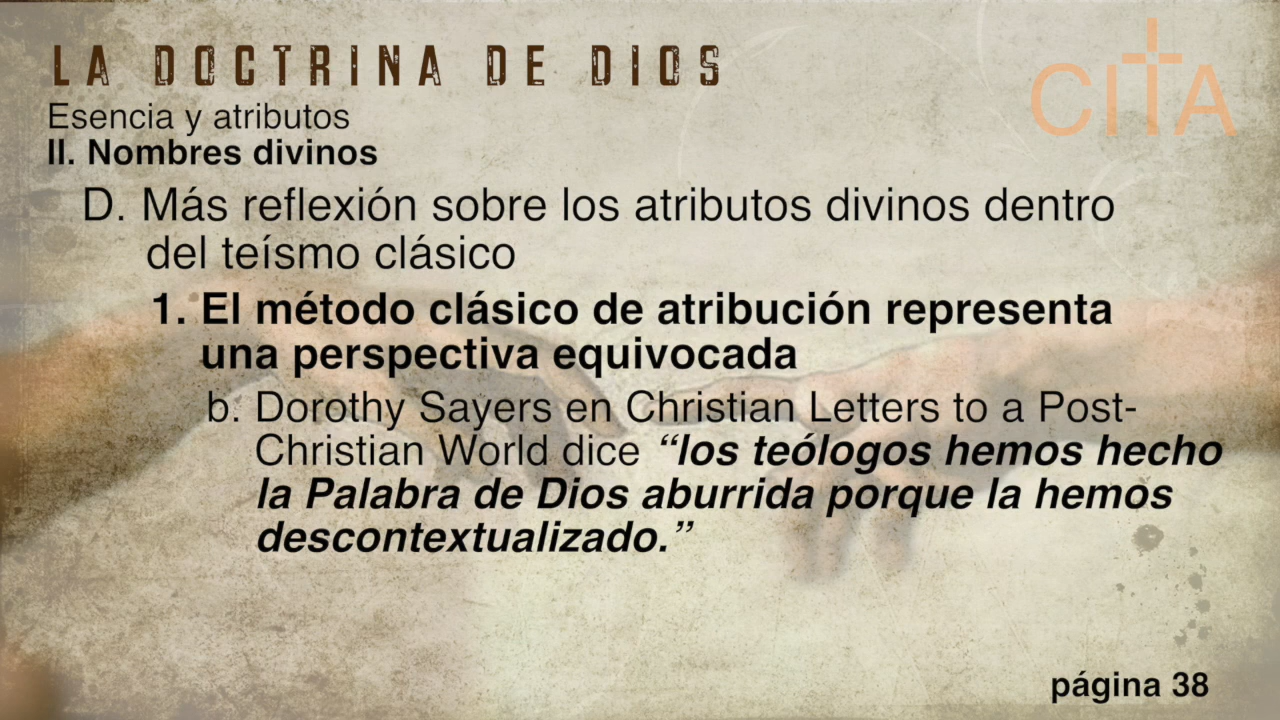 LA DOCTRINA DE DIOS
CITA
Esencia y atributos
II. Nombres divinos
D. Más reflexión sobre los atributos divinos dentro
del teísmo clásico
1. El método clásico de atribución representa
una perspectiva equivocada
b. Dorothy Sayers en Christian Letters to a Post-
Christian World dice “los teólogos hemos hecho
la Palabra de Dios aburrida porque la hemos
descontextualizado.”
página 38